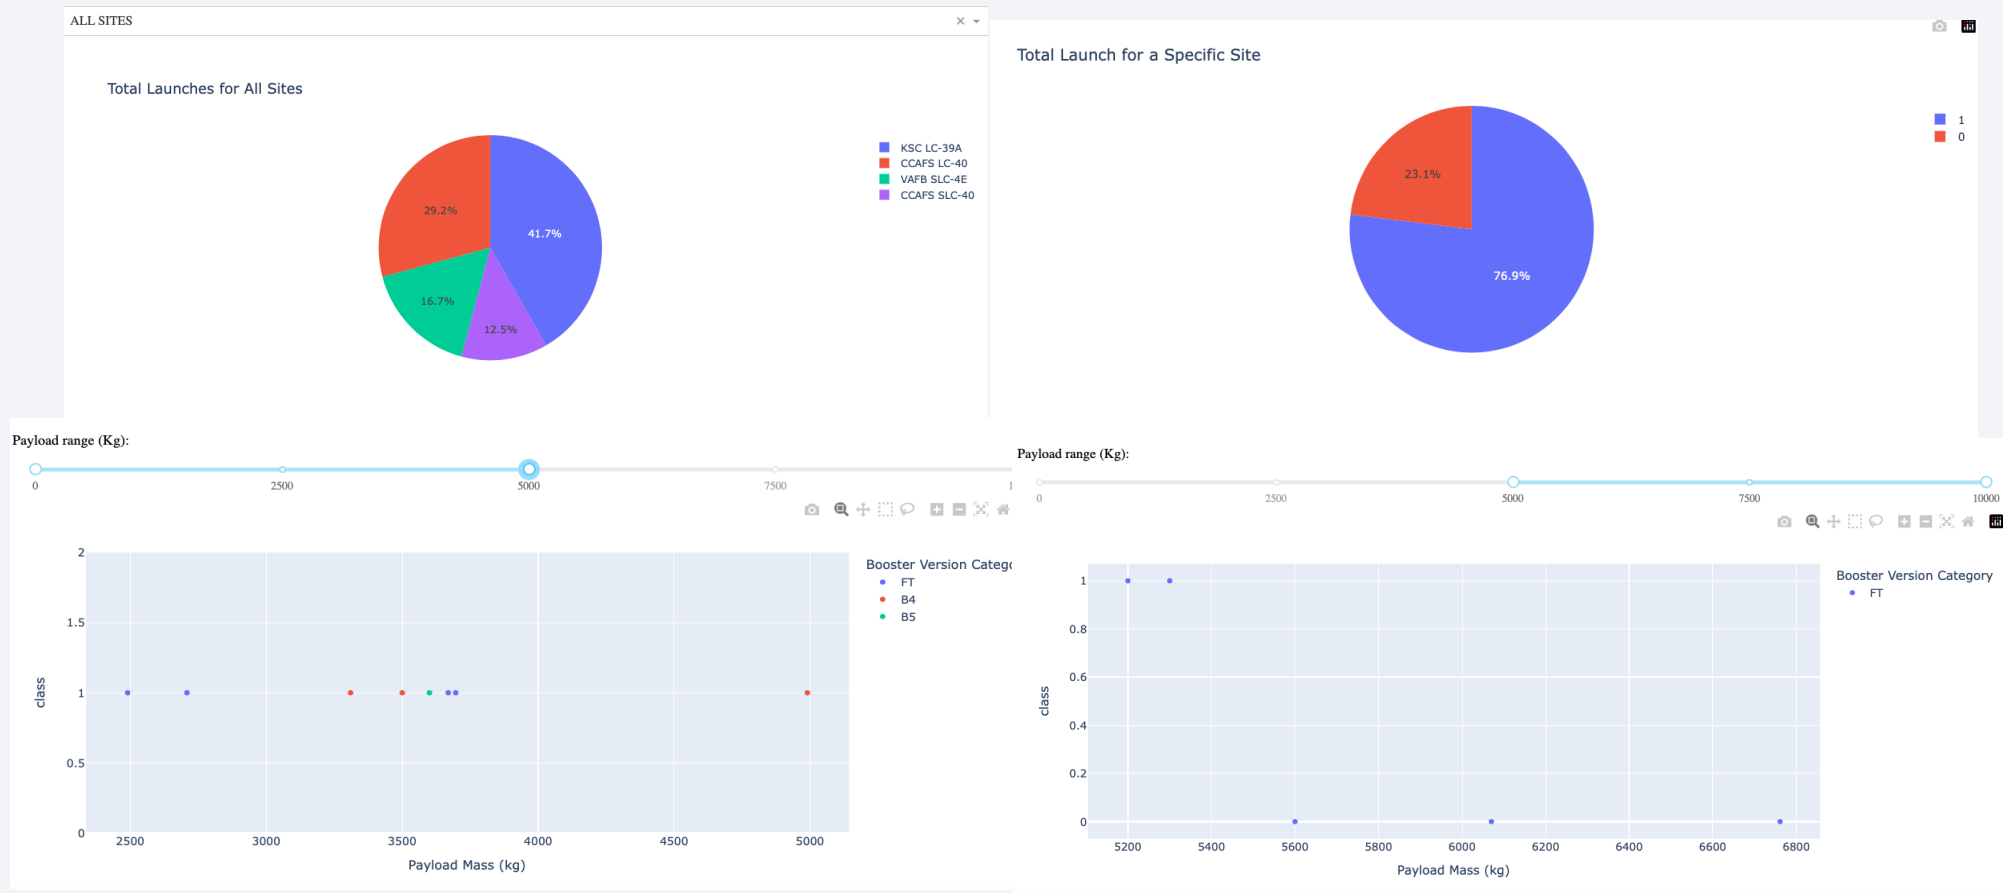 ALL SITES
Total Launches for All Sites
KSC LC-39A
CCAFS LC-40
VAFB SLC-4E
CCAFS SLC-40
29.2%
41.7%
16.7%
12.5%
Total Launch for a Specific Site
1
0
23.1%
76.9%
Payload range (Kg):
0 2500 5000 7500 1
Booster Version Catego
FT
B4
B5
2
1.5
1
0.5
0
class
2500 3000 3500 4000 4500 5000
Payload Mass (kg)
Payload range (Kg):
0 2500 5000 7500 10000
Booster Version Category
FT
1
0.8
0.6
0.4
0.2
0
class
5200 5400 5600 5800 6000 6200 6400 6600 6800
Payload Mass (kg)